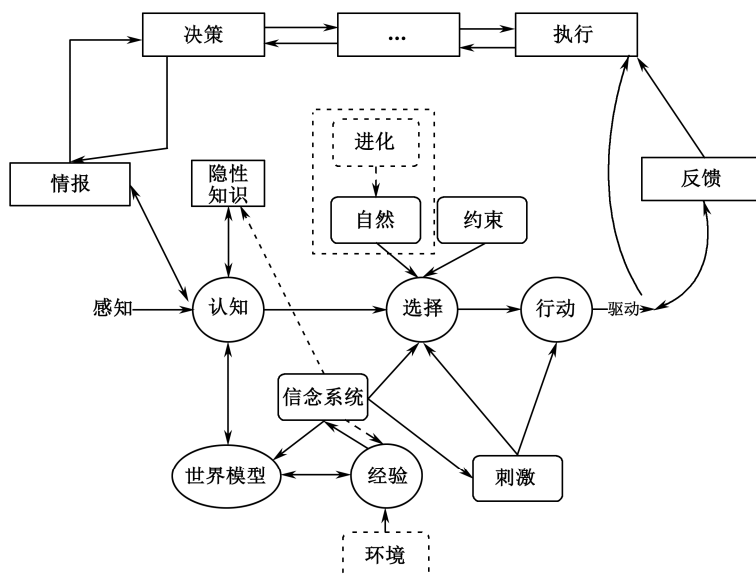 决策
...
执行
进化
情报
隐性
知识
自然
约束
反馈
感知
认知
选择
行动
驱动
信念系统
世界模型
经验
刺激
环境